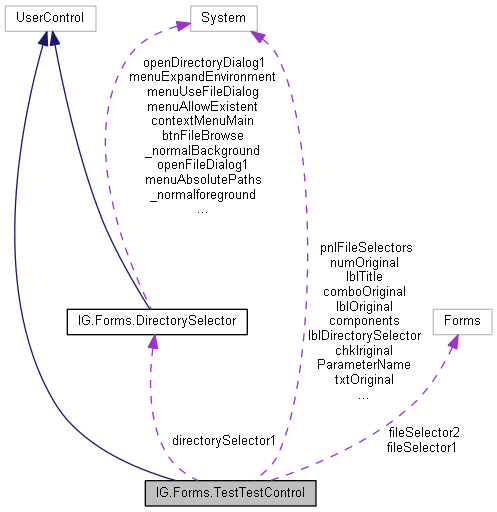 UserControl
System
openDirectoryDialog1
menuExpandEnvironment
menuUseFileDialog
menuAllowExistent
contextMenuMain
btnFileBrowse
_normalBackground
openFileDialog1
menuAbsolutePaths
_normalforeground
...
pnlFileSelectors
numOriginal
lblTitle
comboOriginal
lblOriginal
components
lblDirectorySelector
chkIriginal
ParameterName
txtOriginal
...
IG.Forms.DirectorySelector
Forms
directorySelector1
fileSelector2
fileSelector1
IG.Forms.TestTestControl